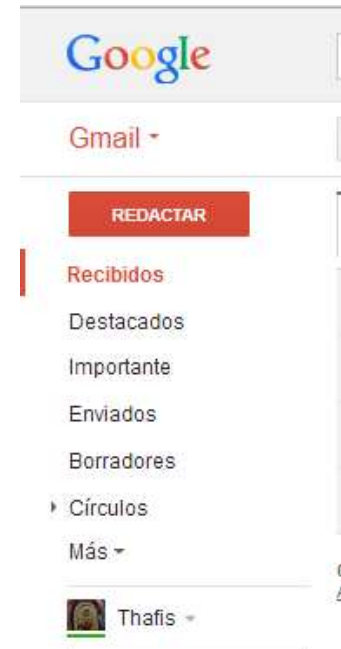 Google
Gmail
REDACTAR
Recibidos
Destacados
Importante
Enviados
Borradores
Círculos
Más
Thafis